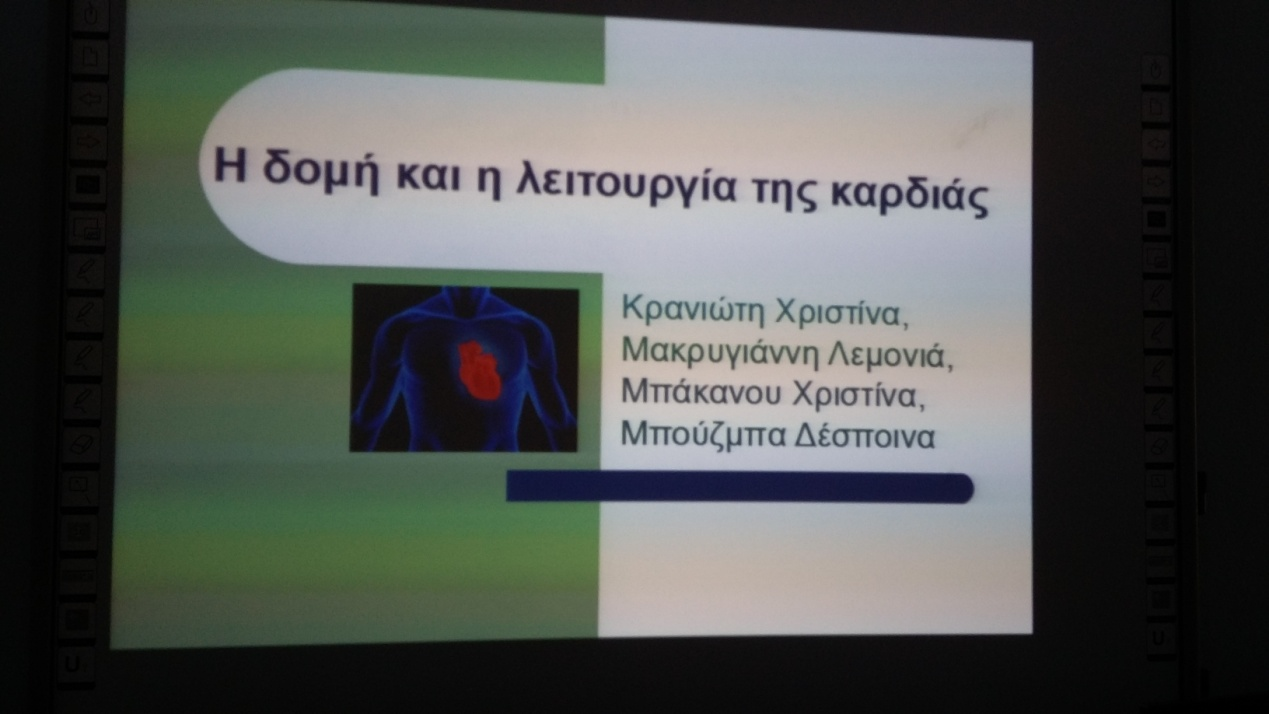 Η δομή και η λειτουργία της καρδιάς
Κρανιώτη Χριστίνα,
Μακρυγιάννη Λεμονιά,
Μπάκανου Χριστίνα,
Μπούζμπα Δέσποινα